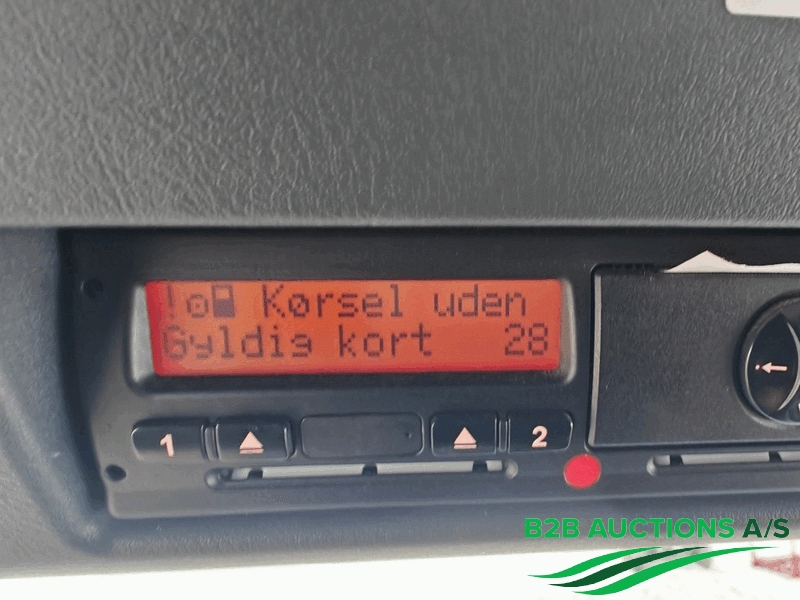 ! Kørsel uden
Gyldig kort 28
1
2
B2B AUCTIONS A/S